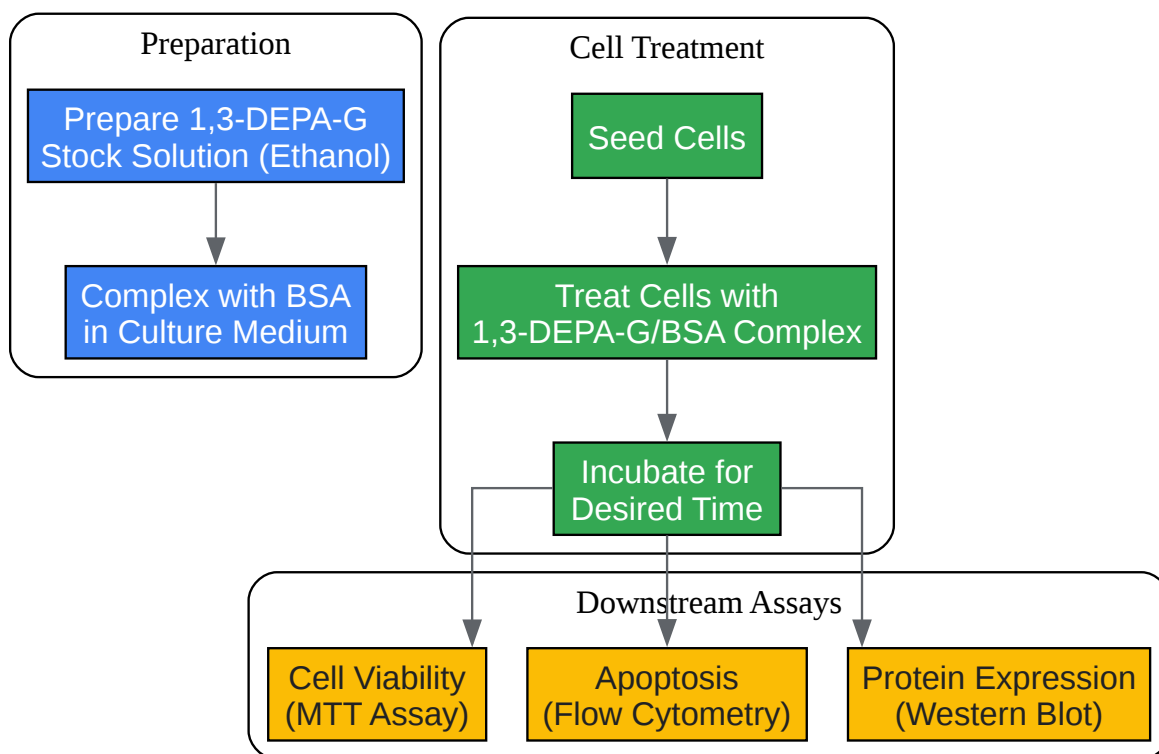 Preparation
Prepare 1,3-DEPA-G
Stock Solution (Ethanol)
Complex with BSA
in Culture Medium
Cell Treatment
Seed Cells
Treat Cells with
1,3-DEPA-G/BSA Complex
Incubate for
Desired Time
Downstream Assays
Cell Viability
(MTT Assay)
Apoptosis
(Flow Cytometry)
Protein Expression
(Western Blot)